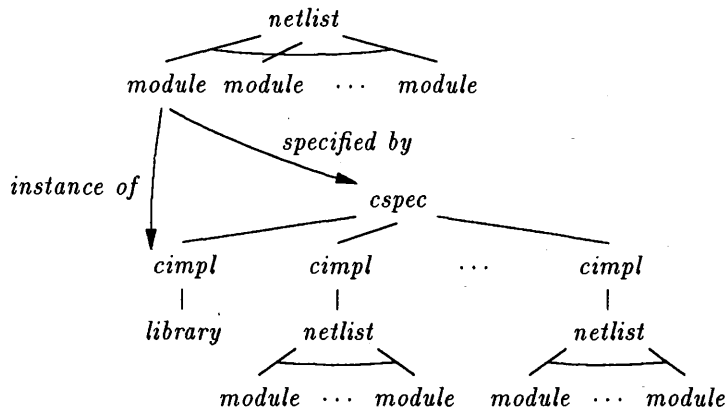 netlist
module module ··· module
specified by
instance of
cspec
cimpl cimpl ··· cimpl
library netlist netlist
module ··· module module ··· module